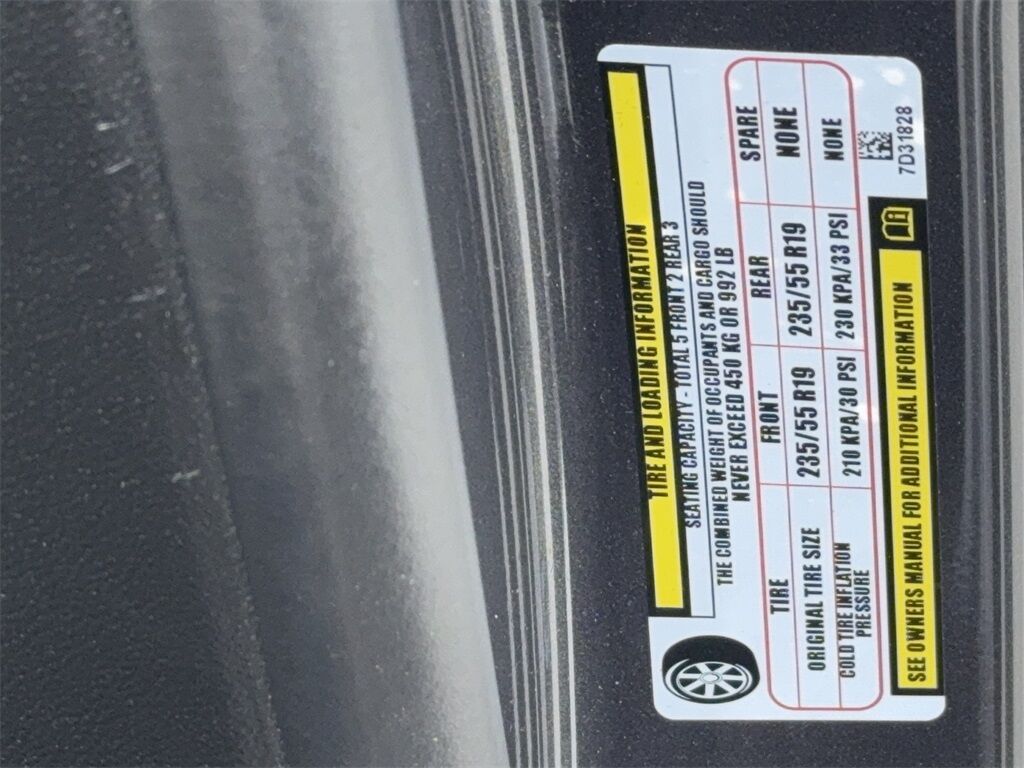 TIRE AND LOADING INFORMATION
SEATING CAPACITY - TOTAL 5 FRONT 2 REAR 3
THE COMBINED WEIGHT OF OCCUPANTS AND CARGO SHOULD
NEVER EXCEED 450 KG OR 992 LB
TIRE FRONT REAR SPARE
ORIGINAL TIRE SIZE 235/55 R19 235/55 R19 NONE
COLD TIRE INFLATION
PRESSURE 210 KPA/30 PSI 230 KPA/33 PSI NONE
SEE OWNERS MANUAL FOR ADDITIONAL INFORMATION
7D31828